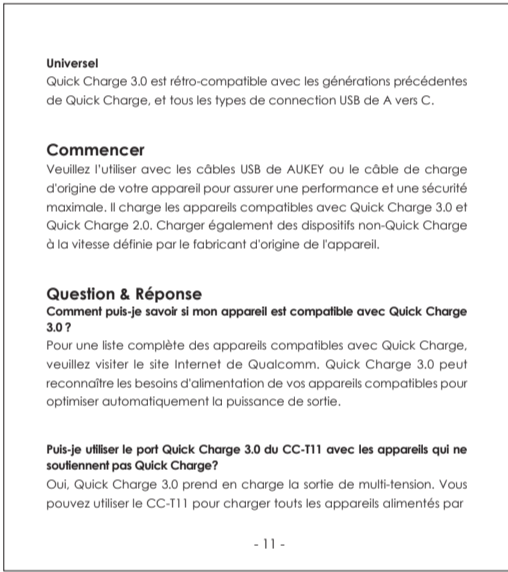 Universel
Quick Charge 3.0 est rétro-compatible avec les générations précédentes
de Quick Charge, et tous les types de connection USB de A vers C.
Commencer
Veuillez l'utiliser avec les câbles USB de AUKEY ou le câble de charge
d'origine de votre appareil pour assurer une performance et une sécurité
maximale. Il charge les appareils compatibles avec Quick Charge 3.0 et
Quick Charge 2.0. Charger également des dispositifs non-Quick Charge
à la vitesse définie par le fabricant d'origine de l'appareil.
Question & Réponse
Comment puis-je savoir si mon appareil est compatible avec Quick Charge
3.0 ?
Pour une liste complète des appareils compatibles avec Quick Charge,
veuillez visiter le site Internet de Qualcomm. Quick Charge 3.0 peut
reconnaître les besoins d'alimentation de vos appareils compatibles pour
optimiser automatiquement la puissance de sortie.
Puis-je utiliser le port Quick Charge 3.0 du CC-T11 avec les appareils qui ne
soutiennent pas Quick Charge?
Oui, Quick Charge 3.0 prend en charge la sortie de multi-tension. Vous
pouvez utiliser le CC-T11 pour charger touts les appareils alimentés par
- 11 -